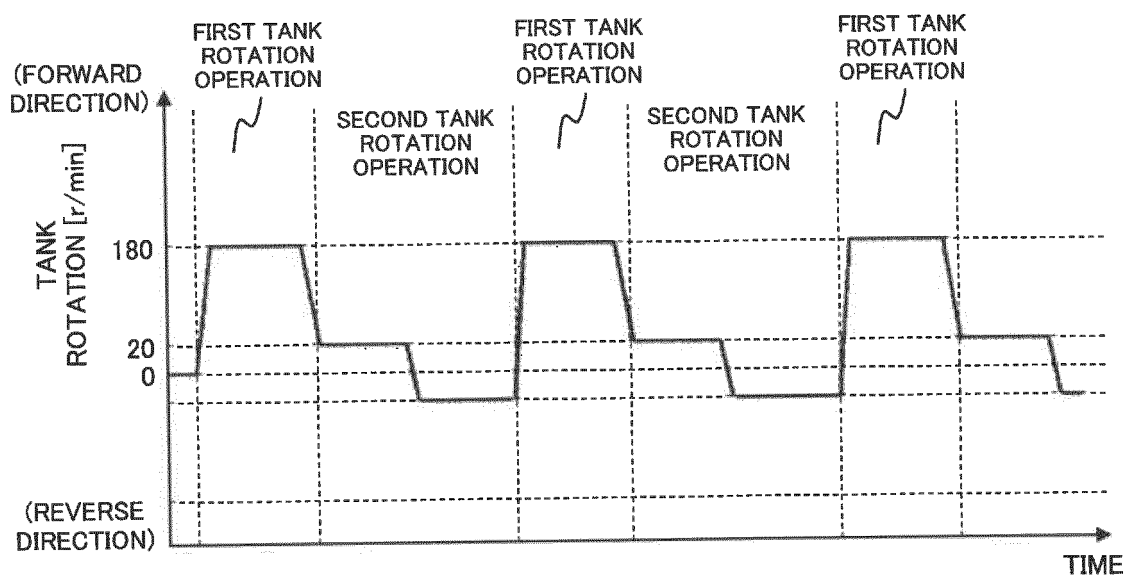 FIRST TANK
ROTATION
OPERATION
FIRST TANK
ROTATION
OPERATION
FIRST TANK
ROTATION
OPERATION
(FORWARD
DIRECTION)
SECOND TANK
ROTATION
OPERATION
SECOND TANK
ROTATION
OPERATION
TANK
ROTATION [r/min]
180
20
0
(REVERSE
DIRECTION)
TIME